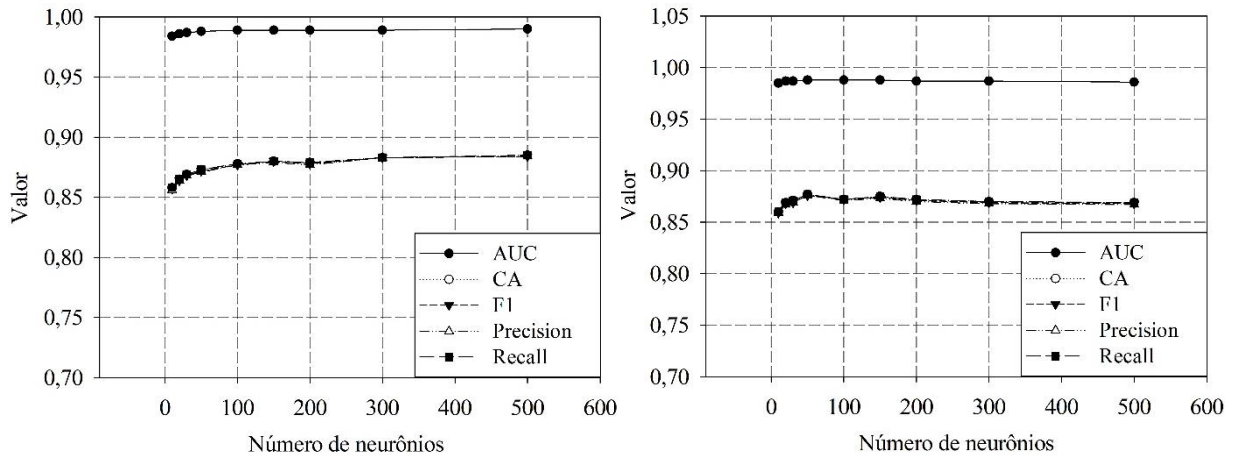 1,00
0,95
0,90
0,85
0,80
0,75
0,70
Valor
0 100 200 300 400 500 600
Número de neurônios
AUC
CA
F1
Precision
Recall
1,05
1,00
0,95
0,90
0,85
0,80
0,75
0,70
Valor
0 100 200 300 400 500 600
Número de neurônios
AUC
CA
F1
Precision
Recall